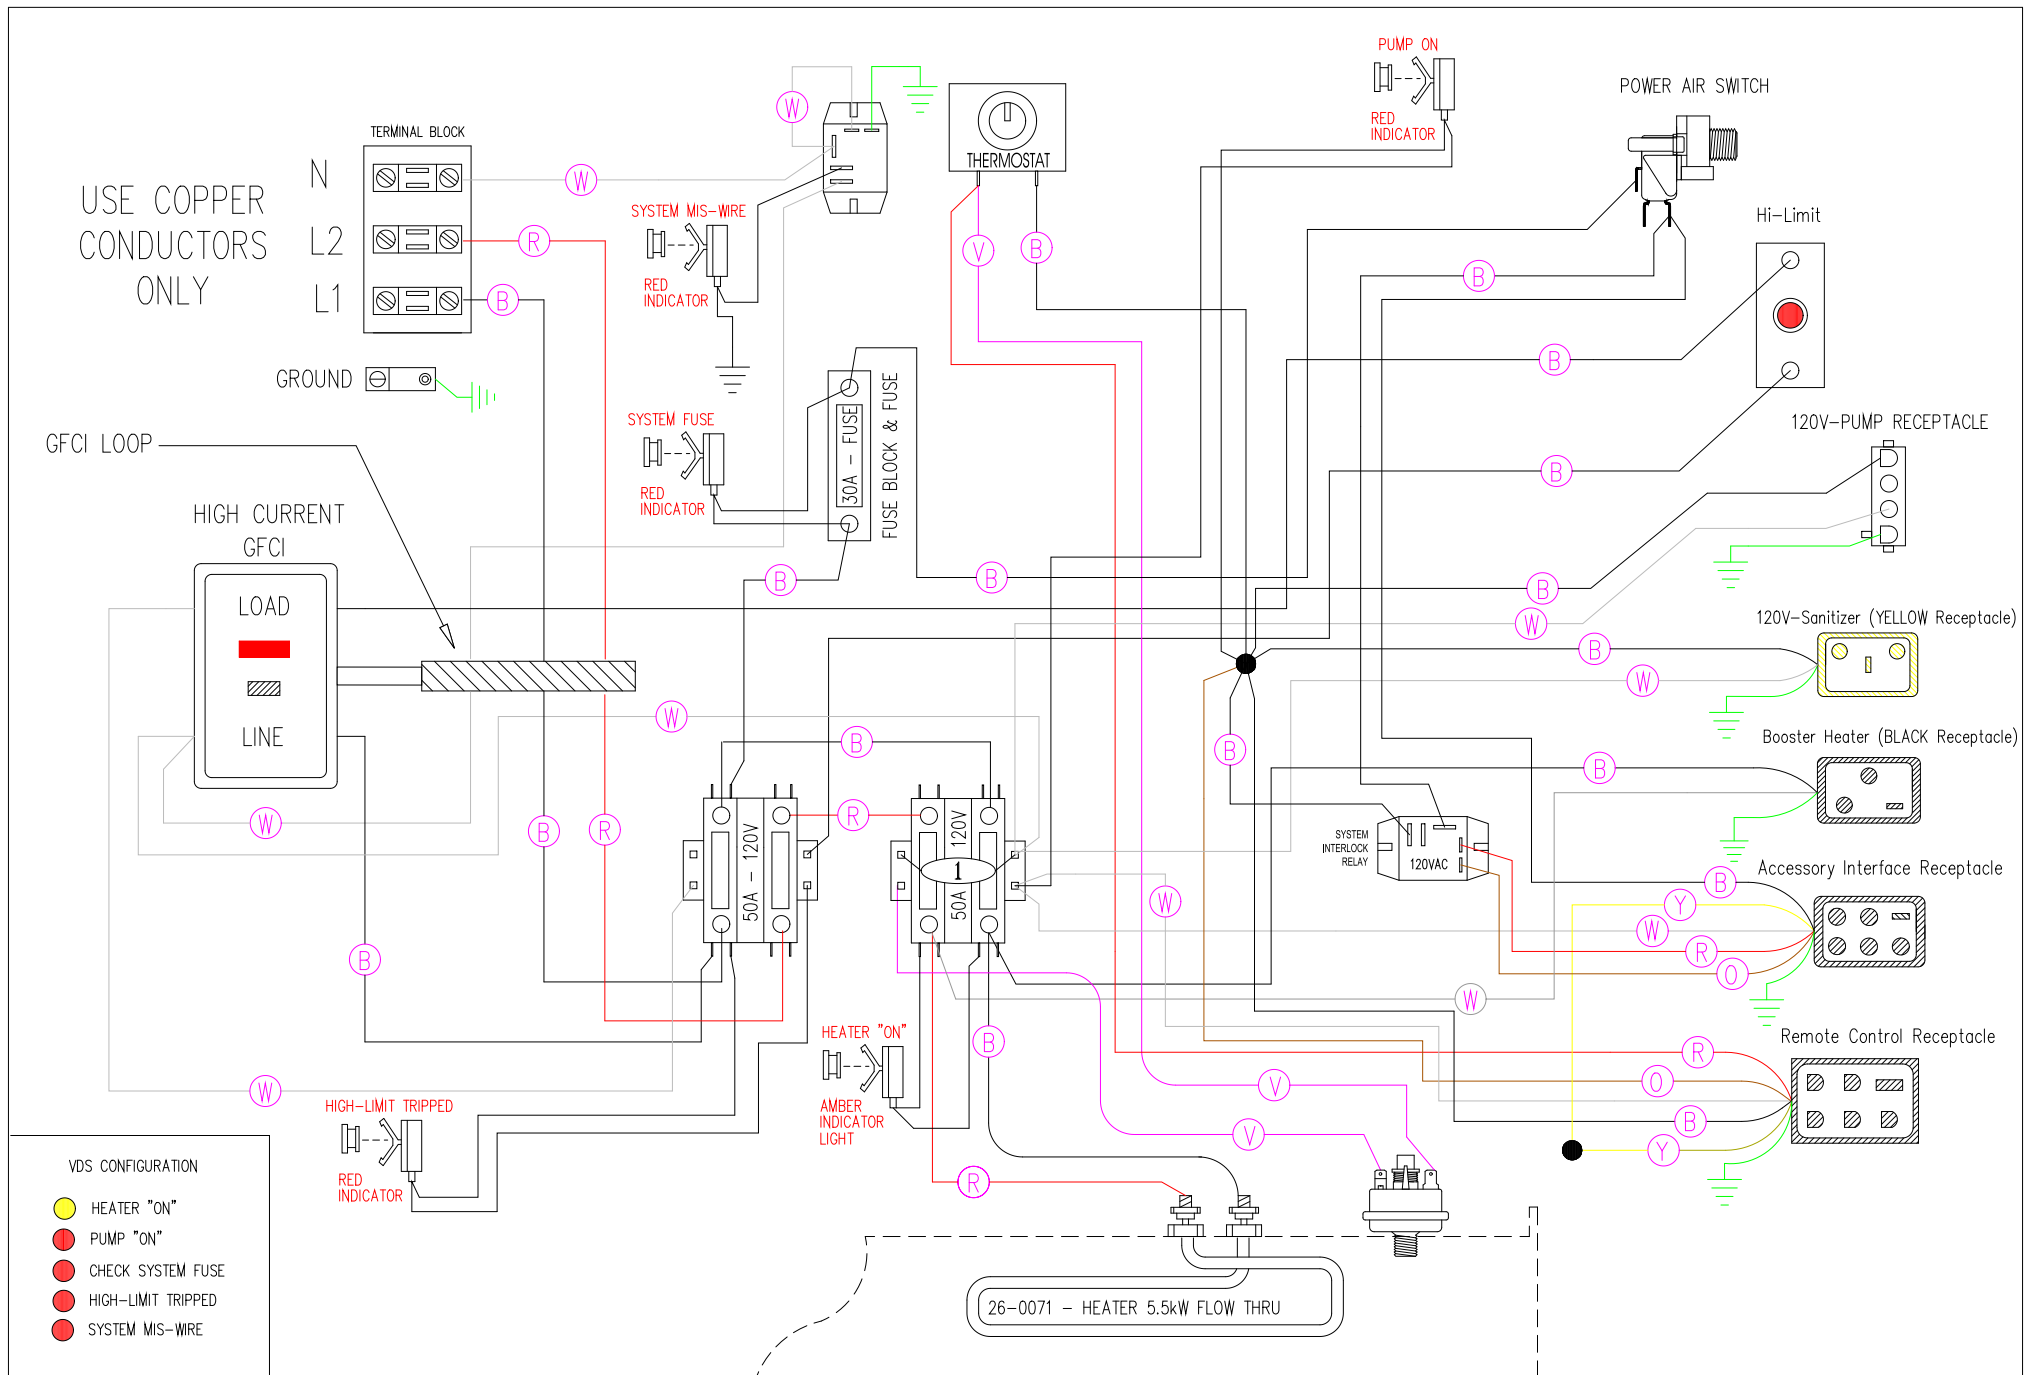 PUMP ON
RED
INDICATOR
POWER AIR SWITCH
TERMINAL BLOCK
N
L2
L1
USE COPPER
CONDUCTORS
ONLY
W
W
R
B
THERMOSTAT
V
B
SYSTEM MIS-WIRE
RED
INDICATOR
Hi-Limit
B
B
B
GROUND
GFCI LOOP
SYSTEM FUSE
RED
INDICATOR
30A - FUSE
FUSE BLOCK & FUSE
120V-PUMP RECEPTACLE
HIGH CURRENT
GFCI
LOAD
LINE
B
B
B
W
120V-Sanitizer (YELLOW Receptacle)
B
W
W
B
B
Booster Heater (BLACK Receptacle)
B
W
B
R
R
50A - 120V
50A
120V
1
SYSTEM
INTERLOCK
RELAY
120VAC
Accessory Interface Receptacle
B
Y
W
R
O
W
B
W
B
HEATER "ON"
AMBER
INDICATOR
LIGHT
Remote Control Receptacle
R
O
B
Y
V
V
R
W
HIGH-LIMIT TRIPPED
RED
INDICATOR
26-0071 - HEATER 5.5kW FLOW THRU
VDS CONFIGURATION
HEATER "ON"
PUMP "ON"
CHECK SYSTEM FUSE
HIGH-LIMIT TRIPPED
SYSTEM MIS-WIRE